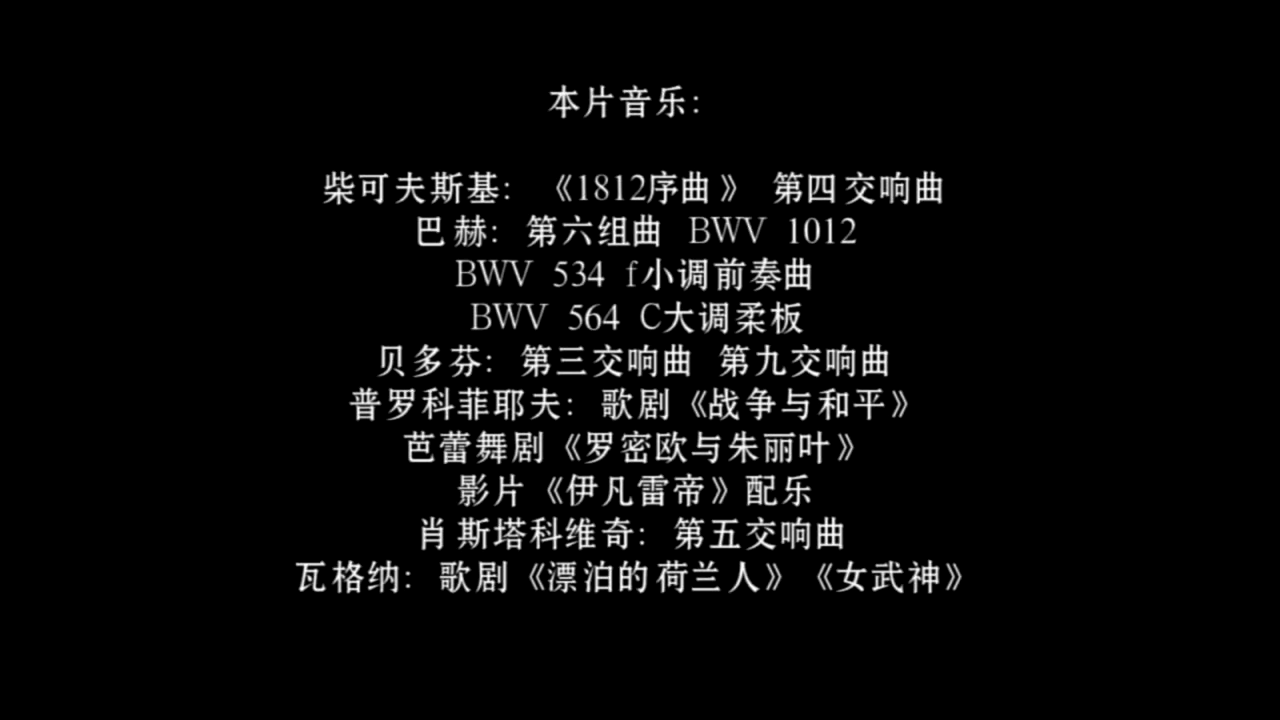 本片音乐：
柴可夫斯基：《1812序曲》 第四交响曲
巴赫：第六组曲 BWV 1012
BWV 534 f小调前奏曲
BWV 564 C大调柔板
贝多芬：第三交响曲 第九交响曲
普罗科菲耶夫：歌剧《战争与和平》
芭蕾舞剧《罗密欧与朱丽叶》
影片《伊凡雷帝》配乐
肖斯塔科维奇：第五交响曲
瓦格纳：歌剧《漂泊的荷兰人》《女武神》